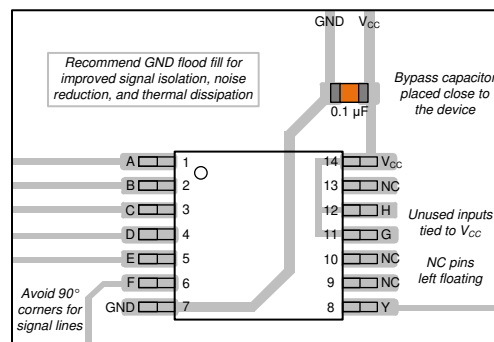 GND VCC
Recommend GND flood fill for
improved signal isolation, noise
reduction, and thermal dissipation
Bypass capacitor
placed close to
the device
0.1 µF
A 1 14 VCC
B 2 13 NC
C 3 12 H
D 4 11 G
E 5 10 NC
F 6 9 NC
GND 7 8 Y
Unused inputs
tied to VCC
NC pins
left floating
Avoid 90°
corners for
signal lines